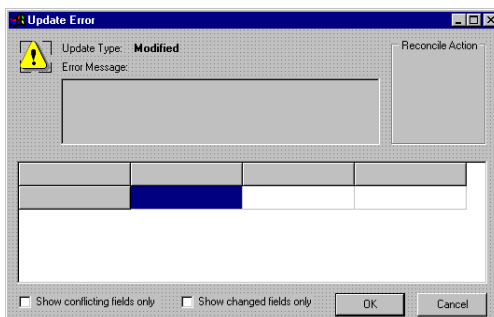 Update Error
Update Type: Modified
Reconcile Action
Error Message:
Show conflicting fields only
Show changed fields only
OK
Cancel